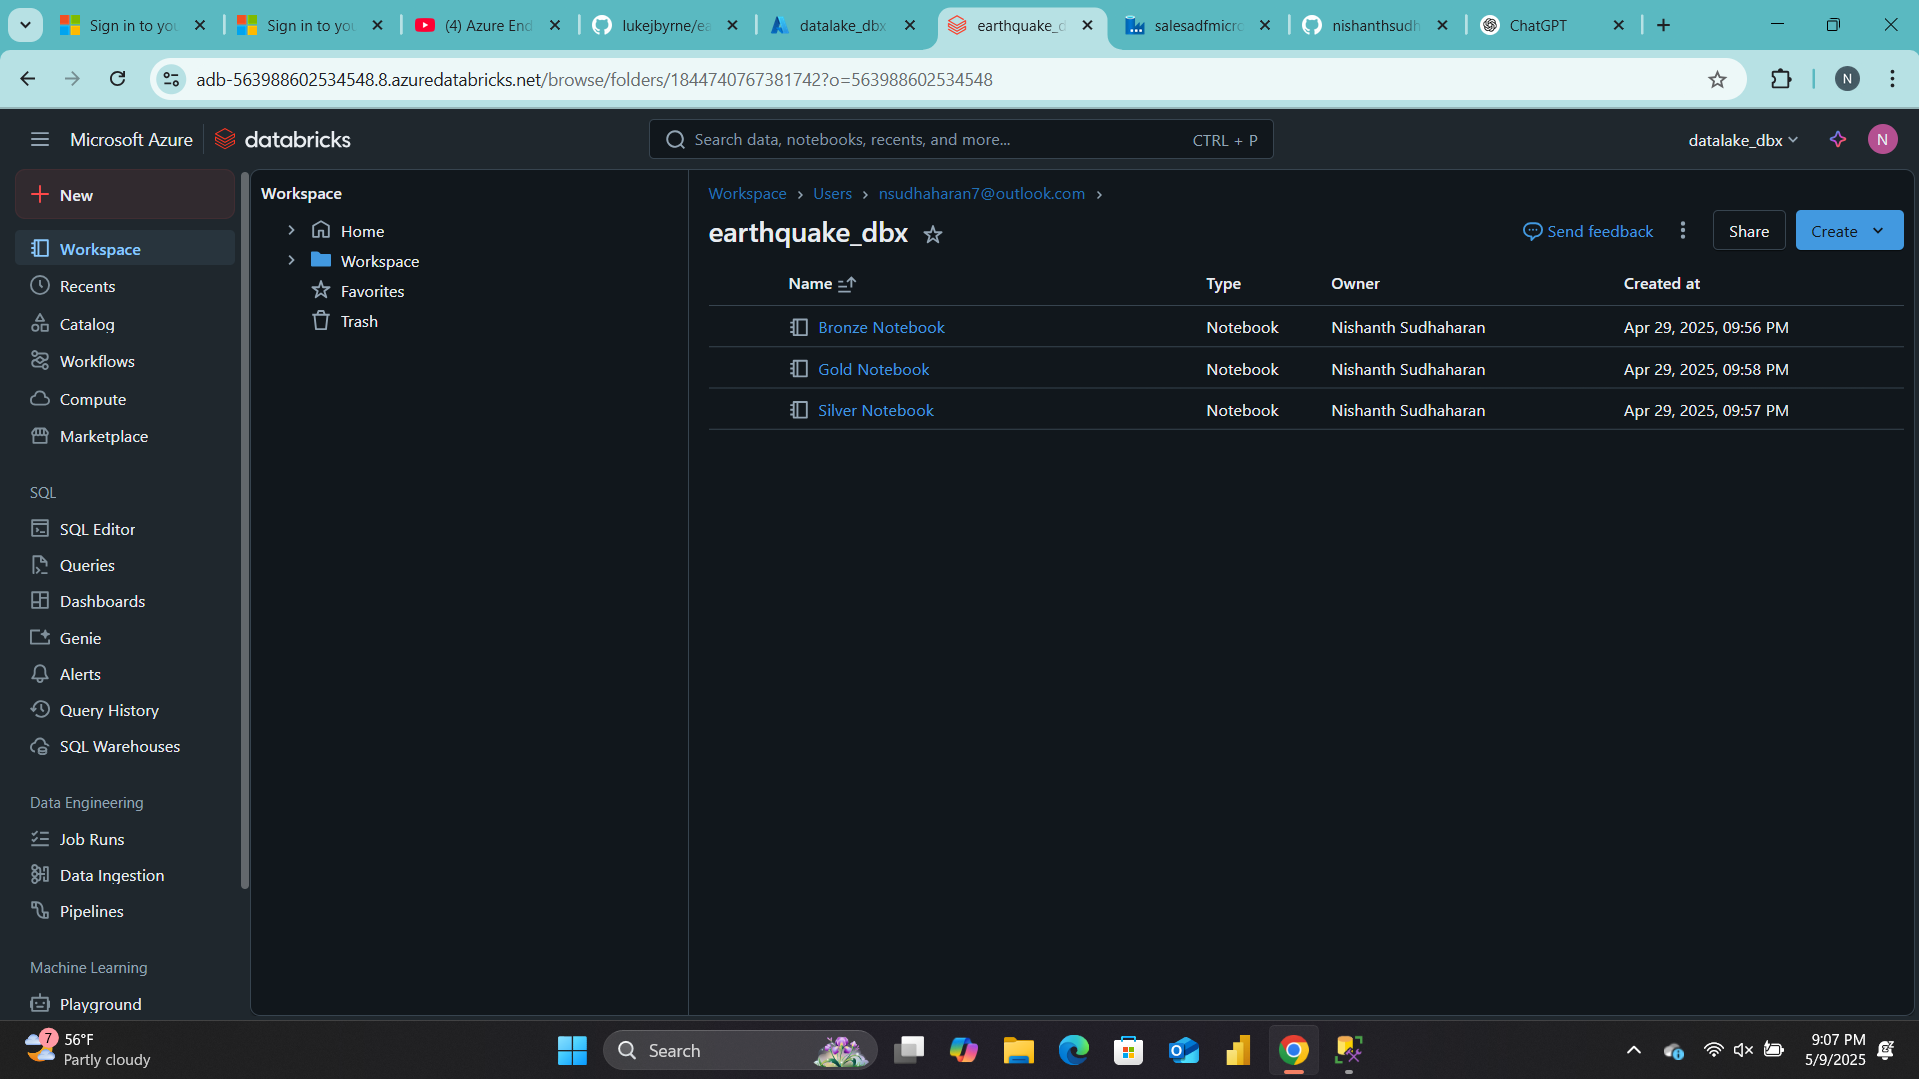 Sign in to you
Sign in to you
(4) Azure End
lukejbyrne/ea
datalake_dbx
earthquake_d
salesadfmicro
nishanthsudh
ChatGPT
adb-563988602534548.8.azuredatabricks.net/browse/folders/1844740767381742?o=563988602534548
N
Microsoft Azure
databricks
Search data, notebooks, recents, and more...
CTRL + P
datalake_dbx
N
New
Workspace
Recents
Catalog
Workflows
Compute
Marketplace
SQL
SQL Editor
Queries
Dashboards
Genie
Alerts
Query History
SQL Warehouses
Data Engineering
Job Runs
Data Ingestion
Pipelines
Machine Learning
Playground
Workspace
Home
Workspace
Favorites
Trash
Workspace › Users › nsudhaharan7@outlook.com ›
earthquake_dbx
Send feedback
Share
Create
Name Type Owner Created at
Bronze Notebook Notebook Nishanth Sudhaharan Apr 29, 2025, 09:56 PM
Gold Notebook Notebook Nishanth Sudhaharan Apr 29, 2025, 09:58 PM
Silver Notebook Notebook Nishanth Sudhaharan Apr 29, 2025, 09:57 PM
7
56°F
Partly cloudy
Search
9:07 PM
5/9/2025